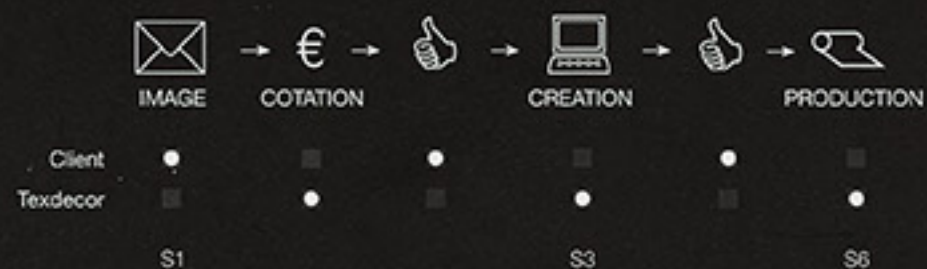 €
IMAGE COTATION CREATION PRODUCTION
Client
Texdecor
S1 S3 S6